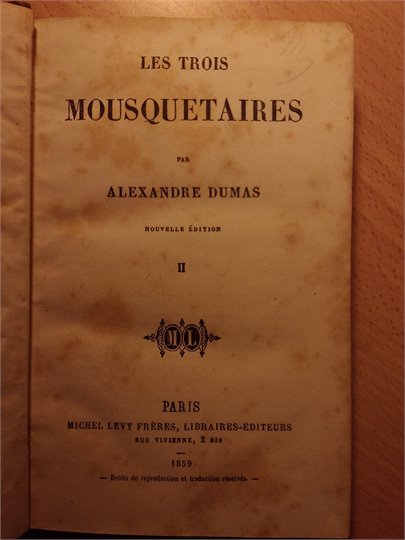 LES TROIS
MOUSQUETAIRES
PAR
ALEXANDRE DUMAS
NOUVELLE ÉDITION
II
M L
PARIS
MICHEL LEVY FRÈRES, LIBRAIRES-ÉDITEURS
RUE VIVIENNE, 2 BIS
—
1859
— Droits de reproduction et traduction réservés. —